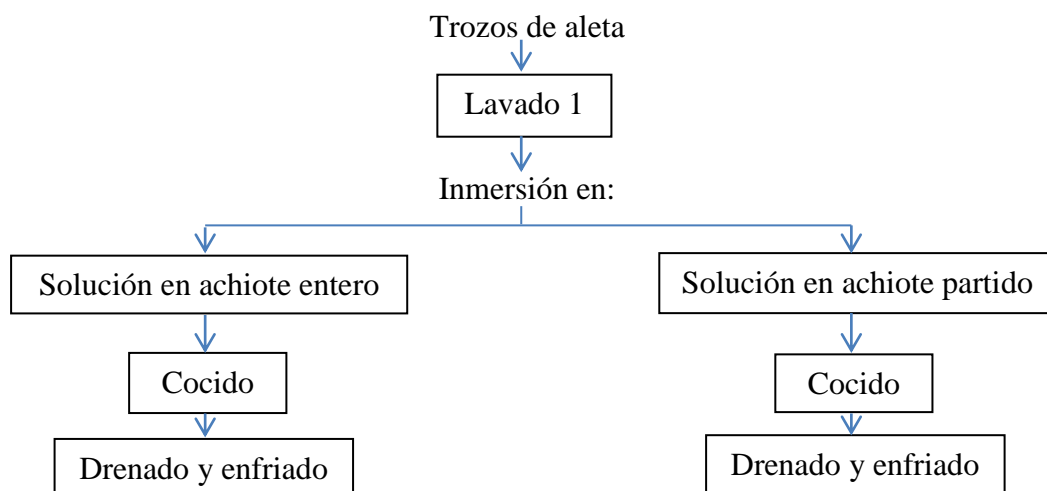 Trozos de aleta
Lavado 1
Inmersión en:
Solución en achiote entero
Solución en achiote partido
Cocido
Cocido
Drenado y enfriado
Drenado y enfriado